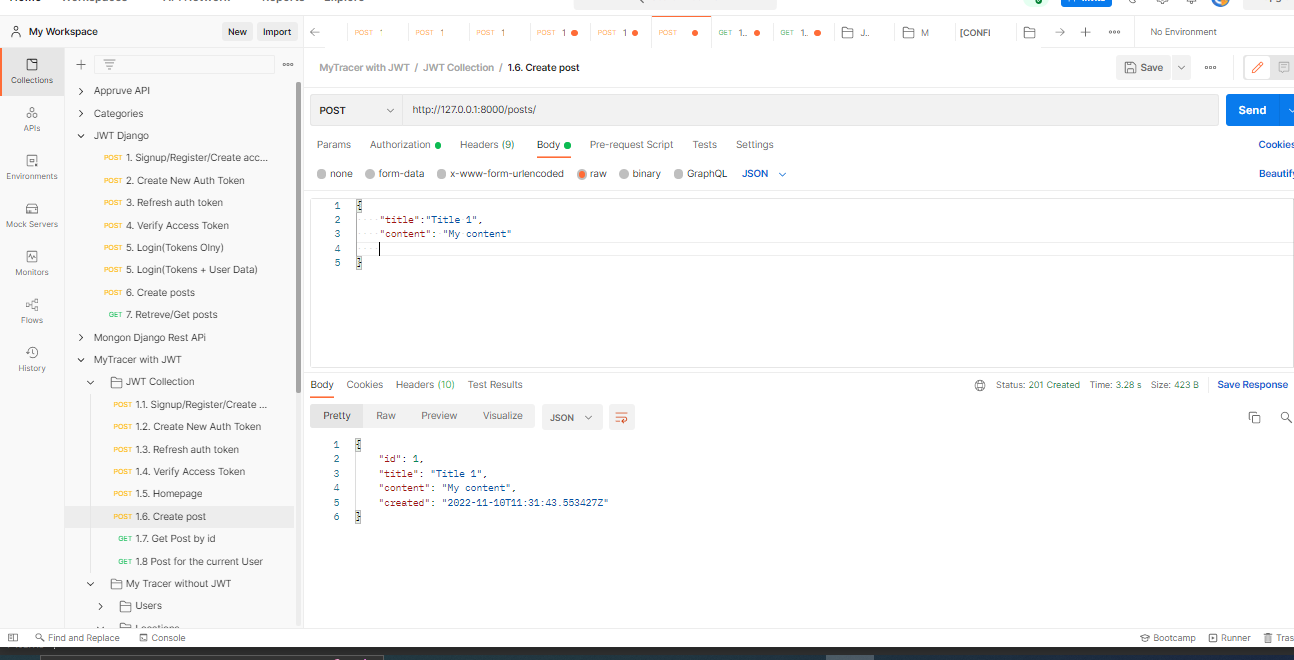 My Workspace
New
Import
POST
POST 1
POST 1
POST 1
POST 1
POST
GET 1..
GET 1..
J..
M
[CONFI
No Environment
Collections
APIs
Environments
Mock Servers
Monitors
Flows
History
Appruve API
Categories
JWT Django
POST 1. Signup/Register/Create acc...
POST 2. Create New Auth Token
POST 3. Refresh auth token
POST 4. Verify Access Token
POST 5. Login(Tokens Olny)
POST 5. Login(Tokens + User Data)
POST 6. Create posts
GET 7. Retreve/Get posts
Mongon Django Rest APi
MyTracer with JWT
JWT Collection
POST 1.1. Signup/Register/Create ...
POST 1.2. Create New Auth Token
POST 1.3. Refresh auth token
POST 1.4. Verify Access Token
POST 1.5. Homepage
POST 1.6. Create post
GET 1.7. Get Post by id
GET 1.8 Post for the current User
My Tracer without JWT
Users
MyTracer with JWT / JWT Collection / 1.6. Create post
Save
POST
http://127.0.0.1:8000/posts/
Send
Params
Authorization
Headers (9)
Body
Pre-request Script
Tests
Settings
Cookies
none
form-data
x-www-form-urlencoded
raw
binary
GraphQL
JSON
Beautify
1 {
2 "title":"Title 1",
3 "content": "My content"
4
5 }
Body
Cookies
Headers (10)
Test Results
Status: 201 Created
Time: 3.28 s
Size: 423 B
Save Response
Pretty
Raw
Preview
Visualize
JSON
1 {
2 "id": 1,
3 "title": "Title 1",
4 "content": "My content",
5 "created": "2022-11-10T11:31:43.553427Z"
6 }
Find and Replace
Console
Bootcamp
Runner
Tras